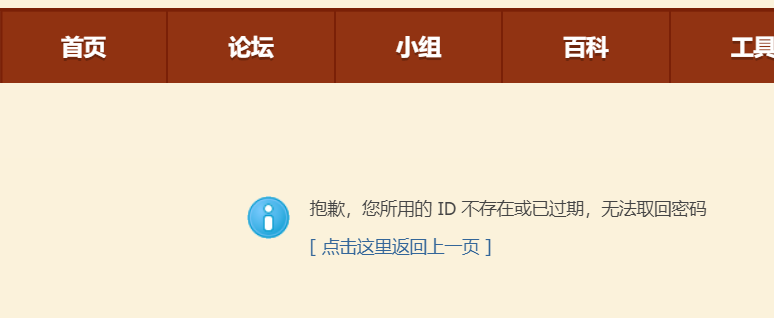 首页 论坛 小组 百科 工具
抱歉，您所用的 ID 不存在或已过期，无法取回密码
[ 点击这里返回上一页 ]